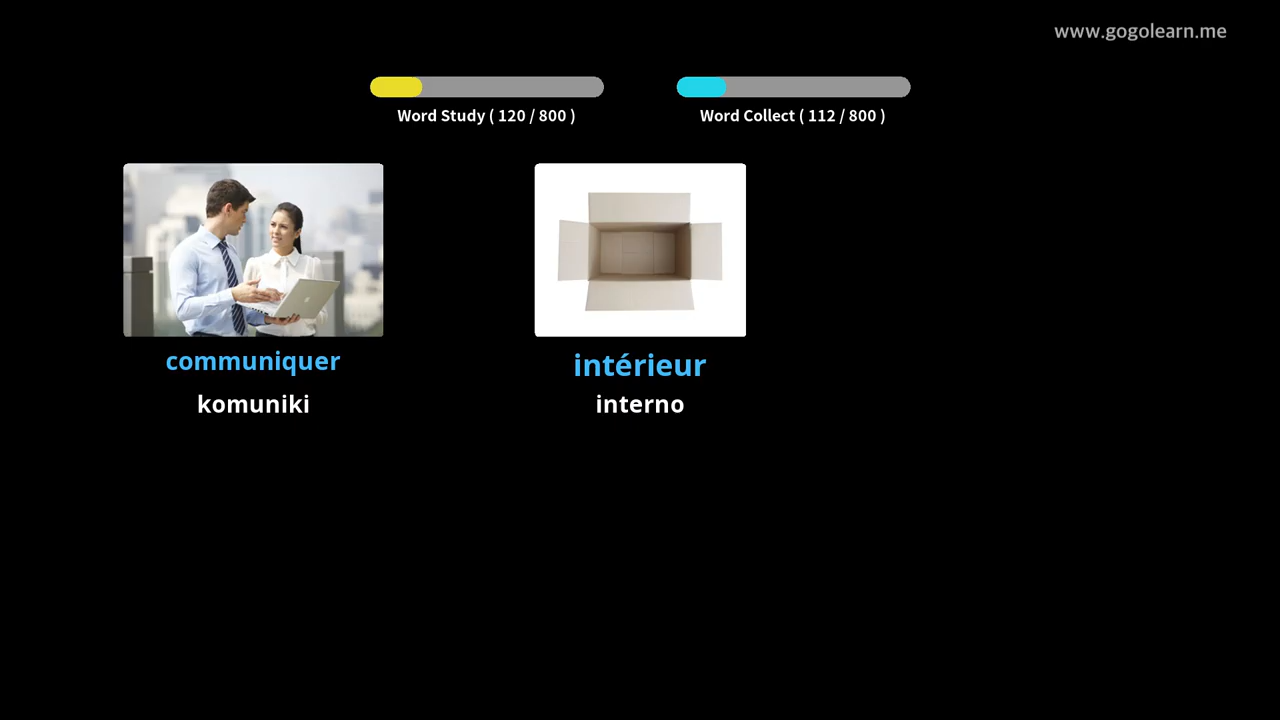 www.gogolearn.me
Word Study ( 120 / 800 )
Word Collect ( 112 / 800 )
communiquer
komuniki
intérieur
interno